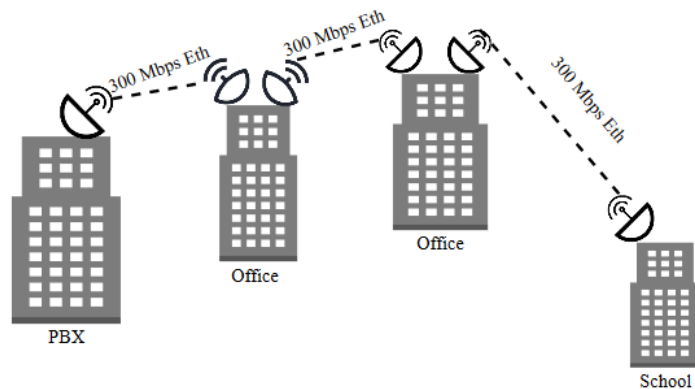 300 Mbps Eth
300 Mbps Eth
300 Mbps Eth
PBX
Office
Office
School